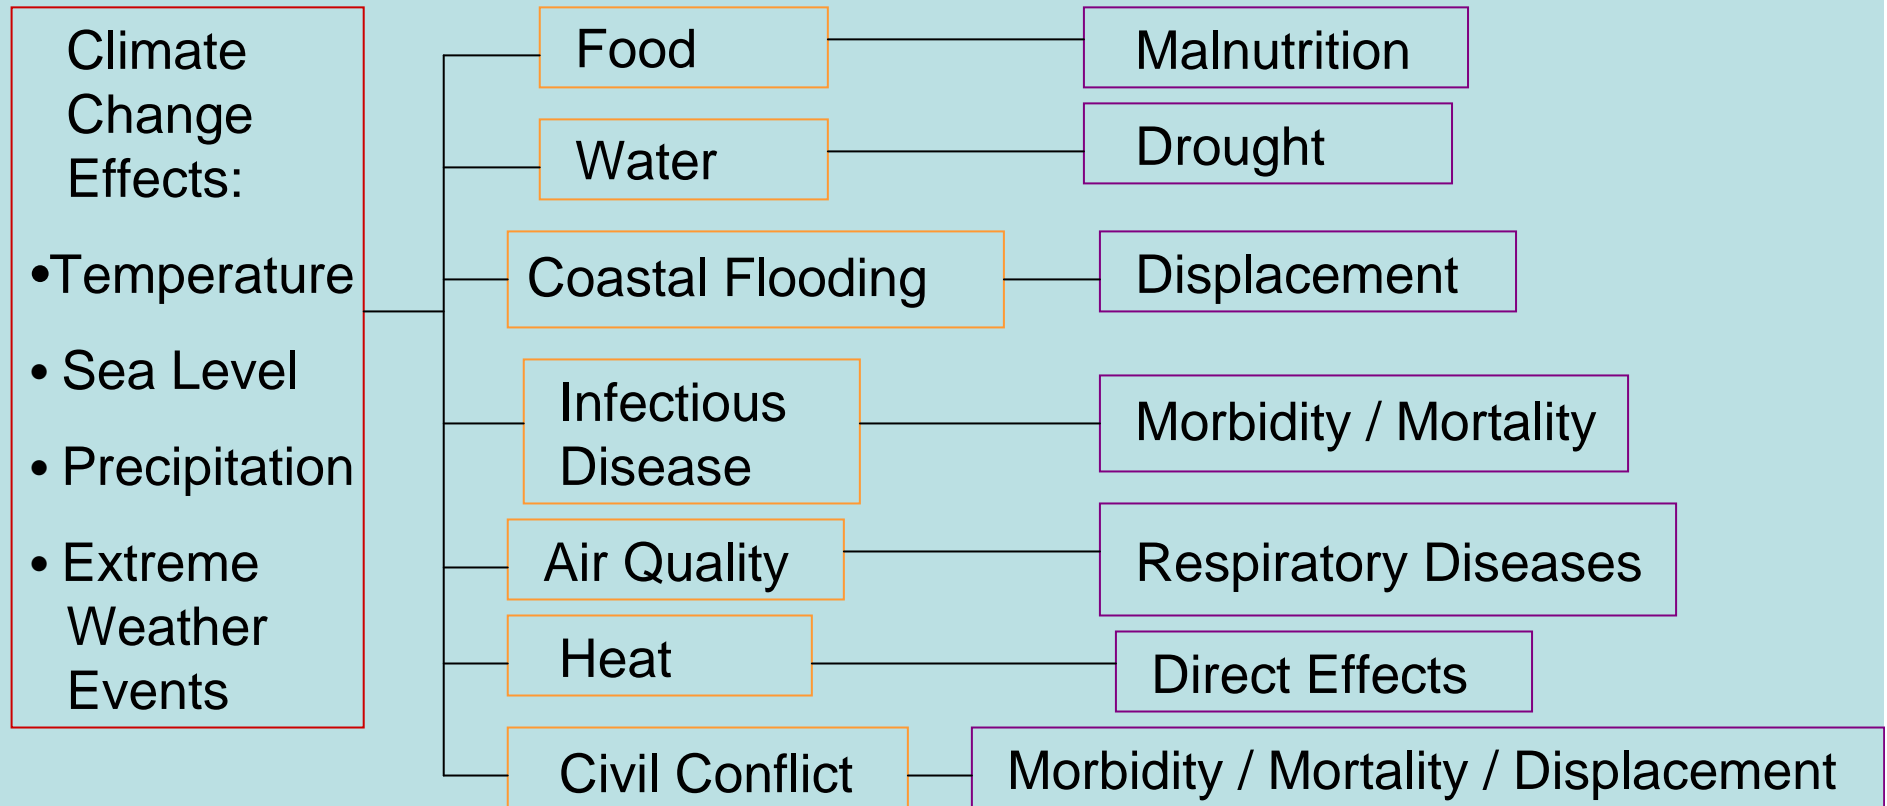 Climate
Change
Effects:
•Temperature
• Sea Level
• Precipitation
• Extreme
Weather
Events
Food
Malnutrition
Water
Drought
Coastal Flooding
Displacement
Infectious
Disease
Morbidity / Mortality
Air Quality
Respiratory Diseases
Heat
Direct Effects
Civil Conflict
Morbidity / Mortality / Displacement